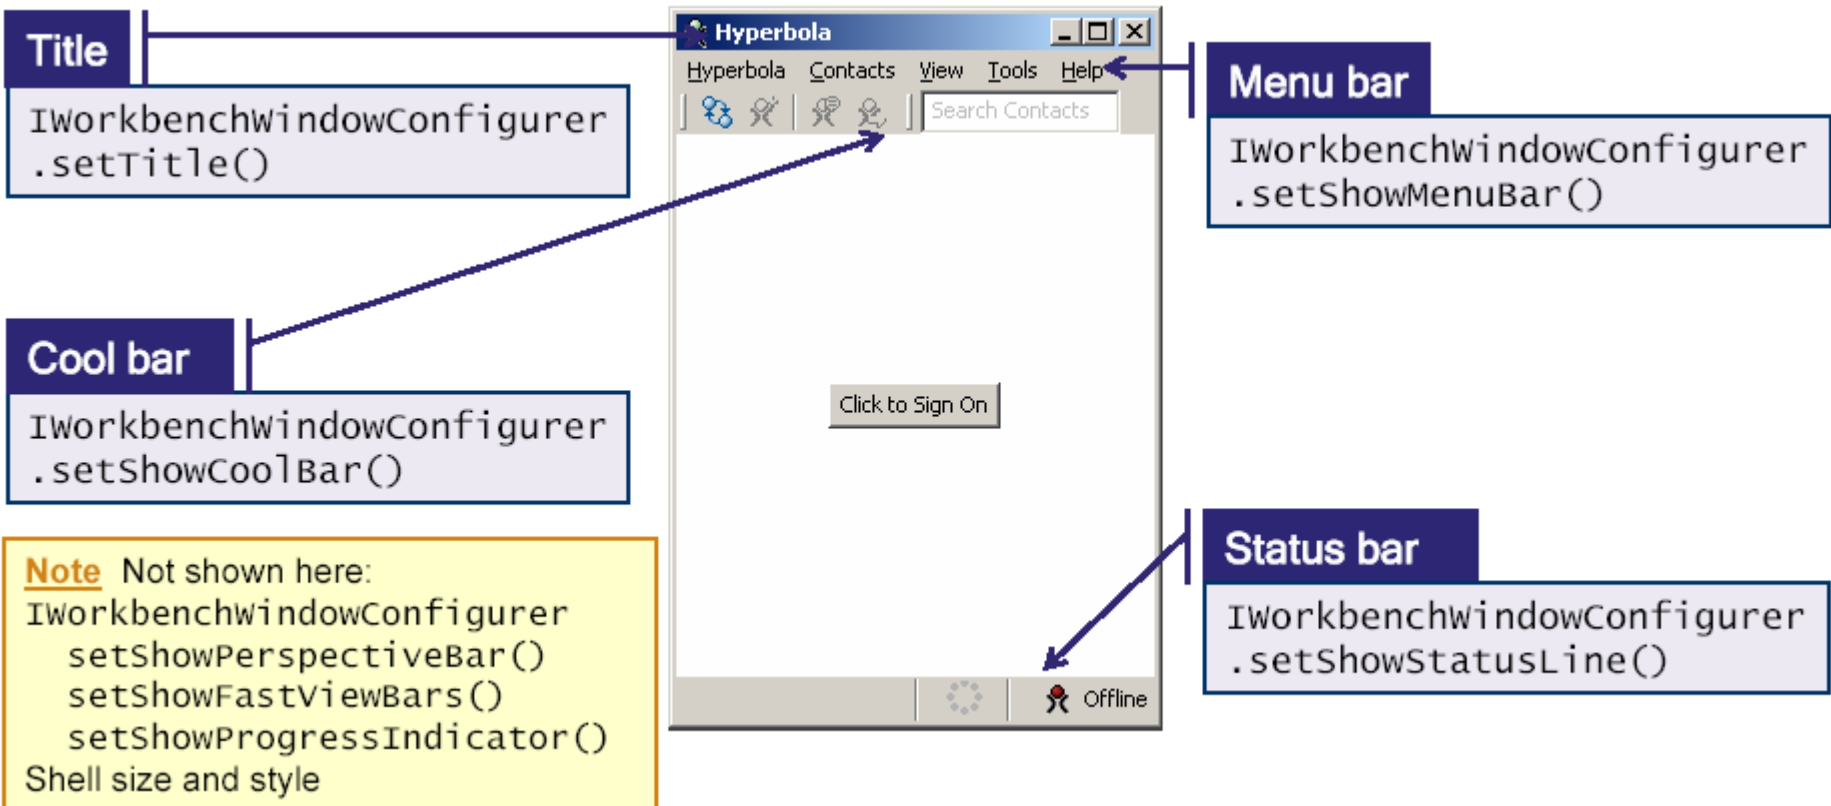 Title
IWorkbenchWindowConfigurer
.setTitle()
Hyperbola
Hyperbola Contacts View Tools Help
Search Contacts
Click to Sign On
Offline
Menu bar
IWorkbenchWindowConfigurer
.setShowMenuBar()
Cool bar
IWorkbenchWindowConfigurer
.setShowCoolBar()
Status bar
IWorkbenchWindowConfigurer
.setShowStatusLine()
Note Not shown here:
IWorkbenchWindowConfigurer
setShowPerspectiveBar()
setShowFastViewBars()
setShowProgressIndicator()
Shell size and style